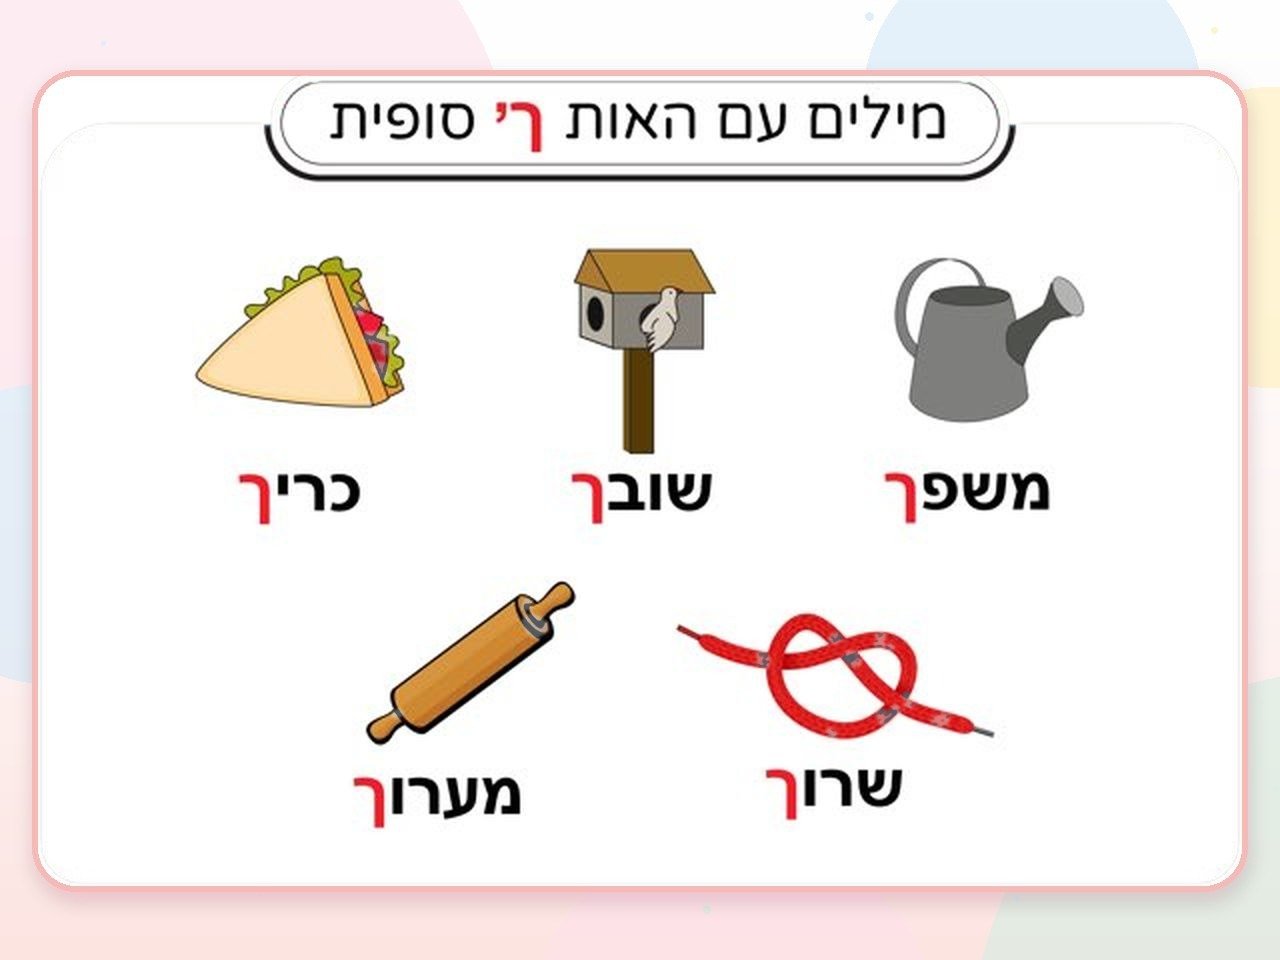 מילים עם האות ך' סופית
משפך
שובך
כריך
שרוך
מערוך